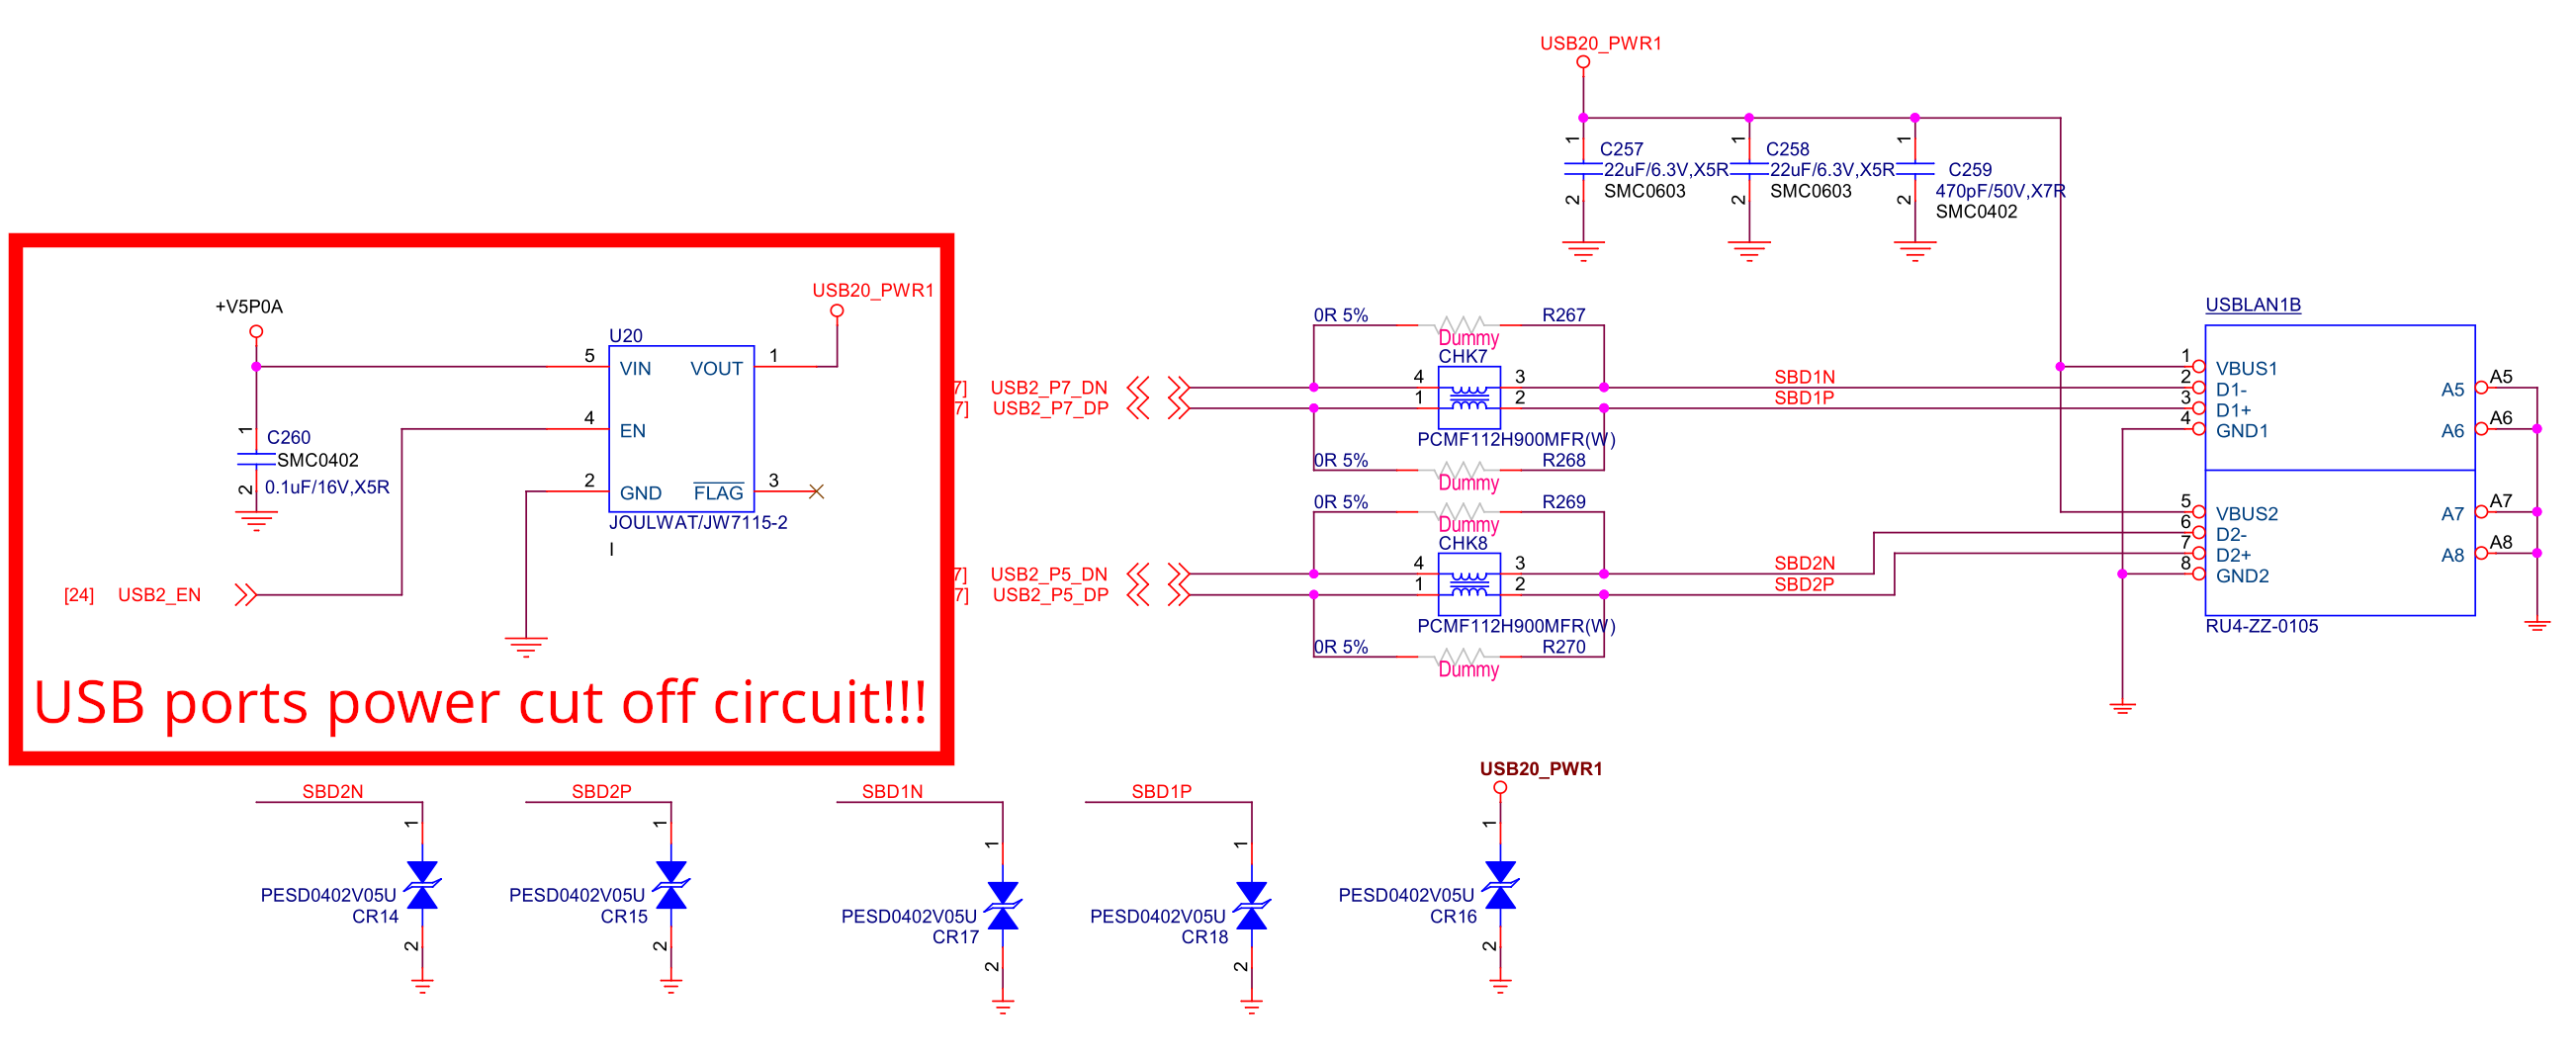 USB20_PWR1
1
C257
22uF/6.3V,X5R
SMC0603
2
1
C258
22uF/6.3V,X5R
SMC0603
2
1
C259
470pF/50V,X7R
SMC0402
2
+V5P0A
USB20_PWR1
U20
5
VIN
VOUT
1
4
EN
2
GND
FLAG
3
JOULWAT/JW7115-2
I
1
C260
SMC0402
0.1uF/16V,X5R
2
[24]
USB2_EN
USB ports power cut off circuit!!!
0R 5%
R267
Dummy
CHK7
7]
USB2_P7_DN
4
3
SBD1N
7]
USB2_P7_DP
1
2
SBD1P
PCMF112H900MFR(W)
0R 5%
R268
Dummy
0R 5%
R269
Dummy
CHK8
7]
USB2_P5_DN
4
3
SBD2N
7]
USB2_P5_DP
1
2
SBD2P
PCMF112H900MFR(W)
0R 5%
R270
Dummy
USBLAN1B
1
VBUS1
2
D1-
3
D1+
4
GND1
5
VBUS2
6
D2-
7
D2+
8
GND2
A5
A5
A6
A6
A7
A7
A8
A8
RU4-ZZ-0105
SBD2N
1
PESD0402V05U
CR14
2
SBD2P
1
PESD0402V05U
CR15
2
SBD1N
1
PESD0402V05U
CR17
2
SBD1P
1
PESD0402V05U
CR18
2
USB20_PWR1
1
PESD0402V05U
CR16
2